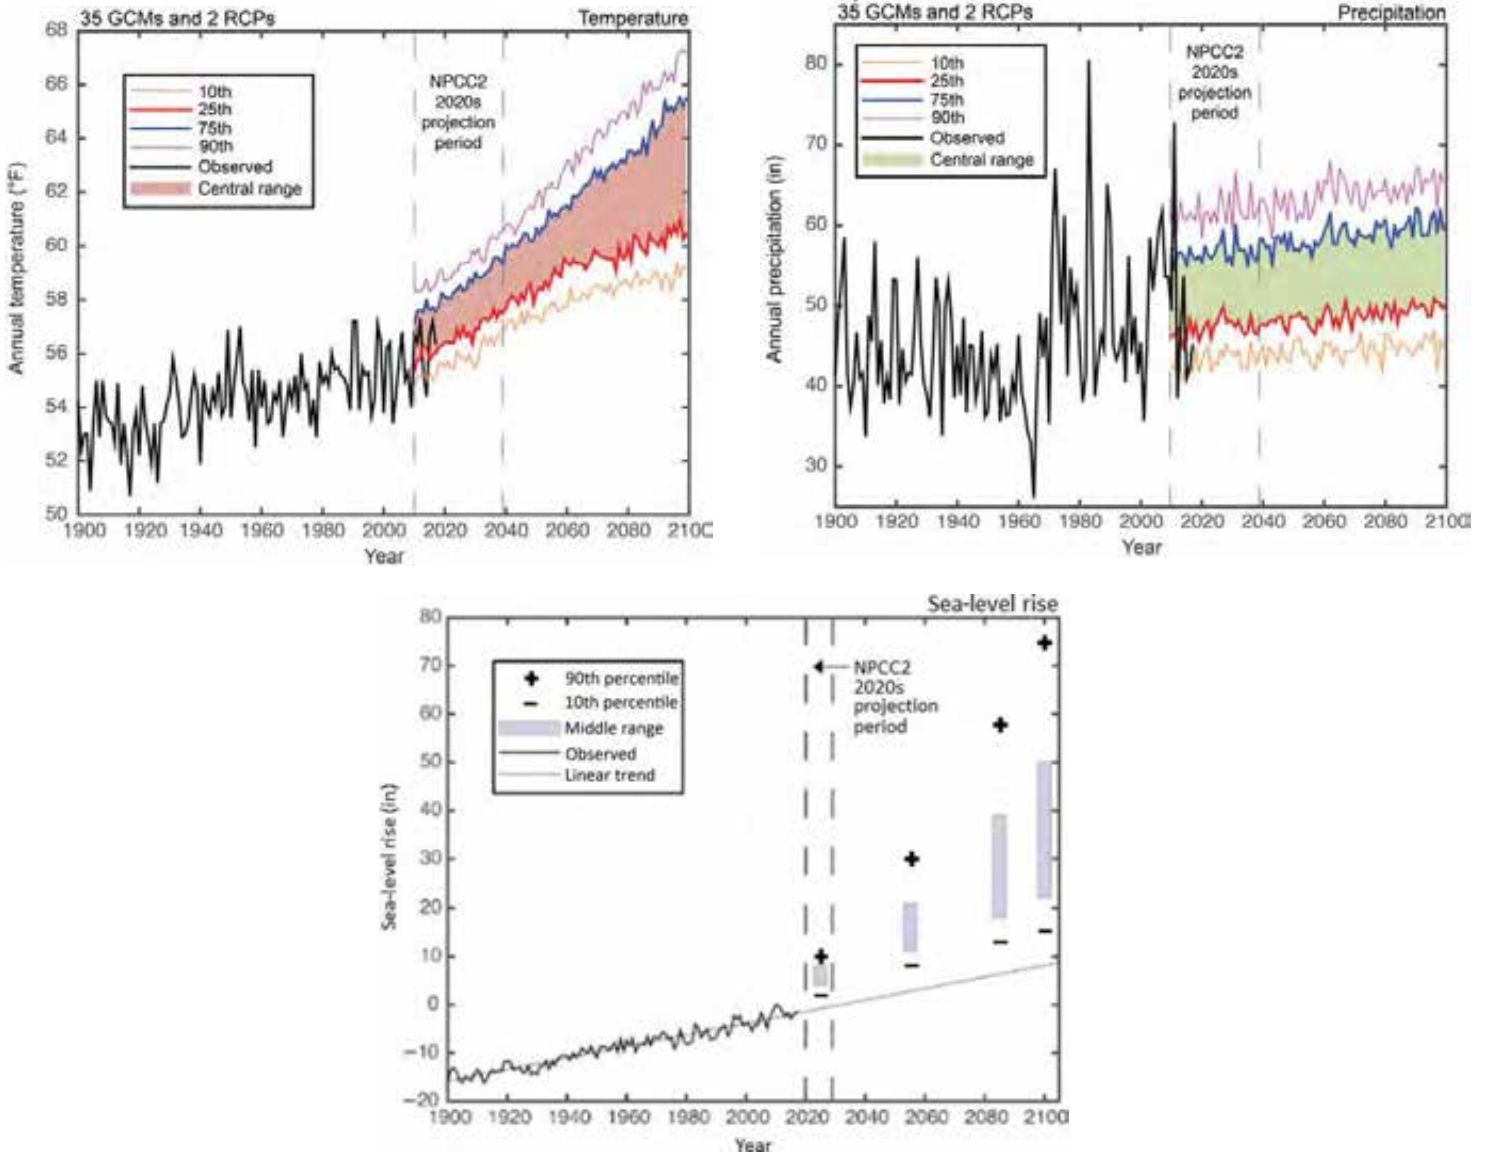 35 GCMs and 2 RCPs Temperature
68
66
64
62
60
58
56
54
52
50
Annual temperature (°F)
10th
25th
75th
90th
Observed
Central range
NPCC2
2020s
projection
period
1900 1920 1940 1960 1980 2000 2020 2040 2060 2080 2100
Year
35 GCMs and 2 RCPs Precipitation
80
70
60
50
40
30
Annual precipitation (in)
10th
25th
75th
90th
Observed
Central range
NPCC2
2020s
projection
period
1900 1920 1940 1960 1980 2000 2020 2040 2060 2080 2100
Year
Sea-level rise
80
70
60
50
40
30
20
10
0
−10
−20
Sea-level rise (in)
90th percentile
10th percentile
Middle range
Observed
Linear trend
NPCC2
2020s
projection
period
1900 1920 1940 1960 1980 2000 2020 2040 2060 2080 2100
Year